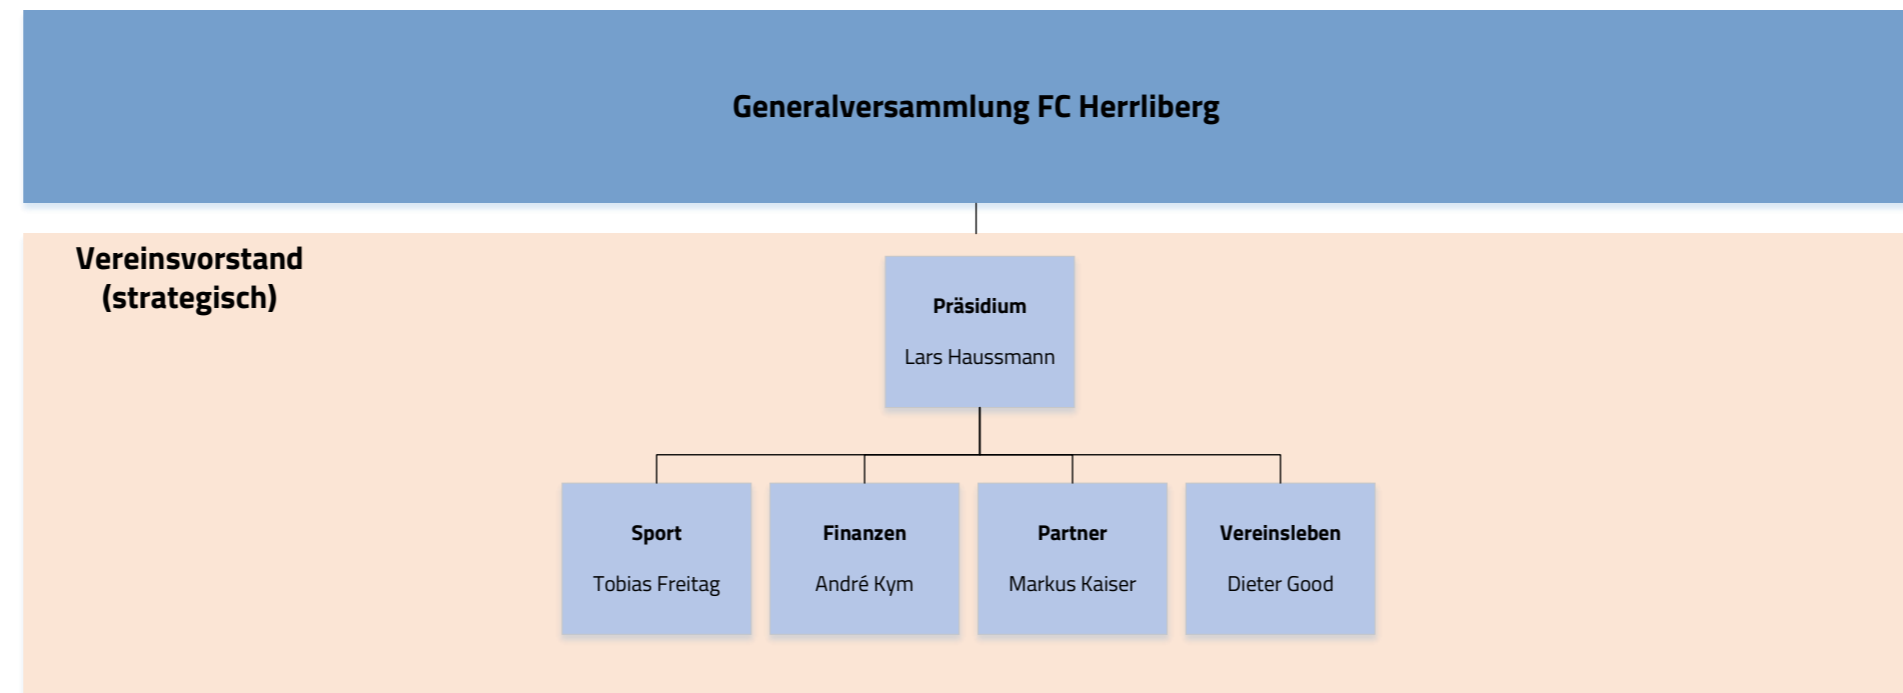 Generalversammlung FC Herrliberg
Vereinsvorstand
(strategisch)
Präsidium
Lars Haussmann
Sport
Tobias Freitag
Finanzen
André Kym
Partner
Markus Kaiser
Vereinsleben
Dieter Good